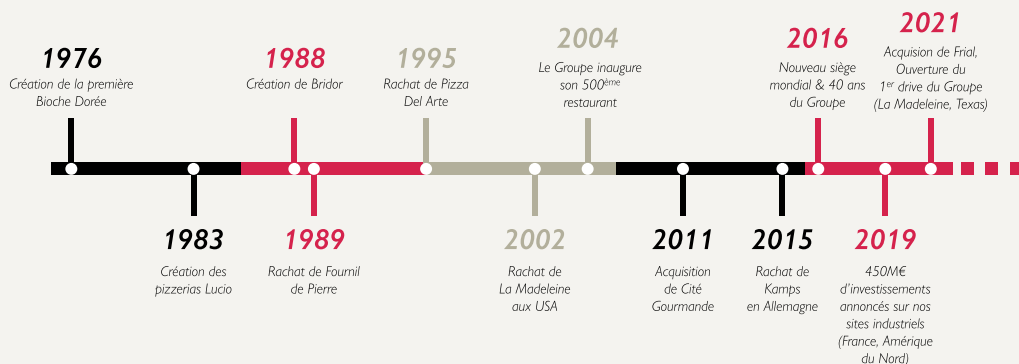 1976
Création de la première
Bioche Dorée
1983
Création des
pizzerias Lucio
1988
Création de Bridor
1989
Rachat de Fournil
de Pierre
1995
Rachat de Pizza
Del Arte
2002
Rachat de
La Madeleine
aux USA
2004
Le Groupe inaugure
son 500ème
restaurant
2011
Acquisition
de Cité
Gourmande
2015
Rachat de
Kamps
en Allemagne
2016
Nouveau siège
mondial & 40 ans
du Groupe
2019
450M€
d’investissements
annoncés sur nos
sites industriels
(France, Amérique
du Nord)
2021
Acquision de Frial,
Ouverture du
1er drive du Groupe
(La Madeleine, Texas)